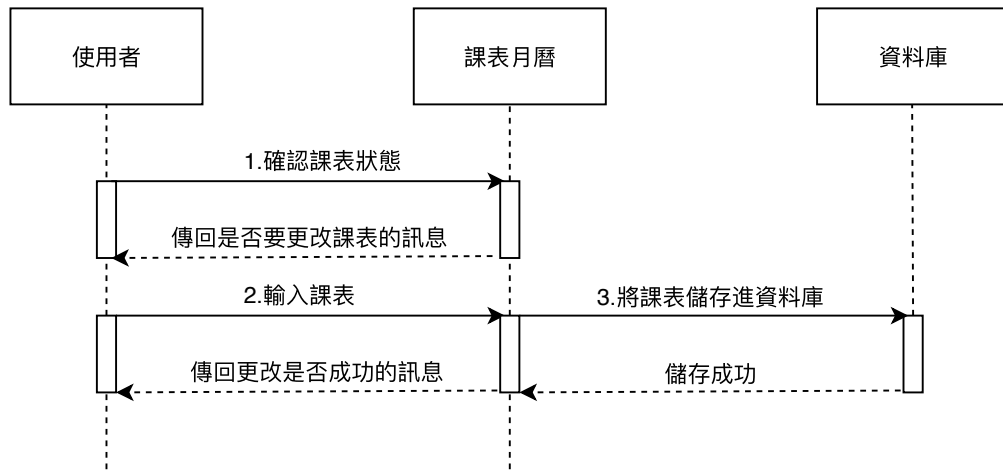 使用者
課表月曆
資料庫
1.確認課表狀態
傳回是否要更改課表的訊息
2.輸入課表
3.將課表儲存進資料庫
傳回更改是否成功的訊息
儲存成功